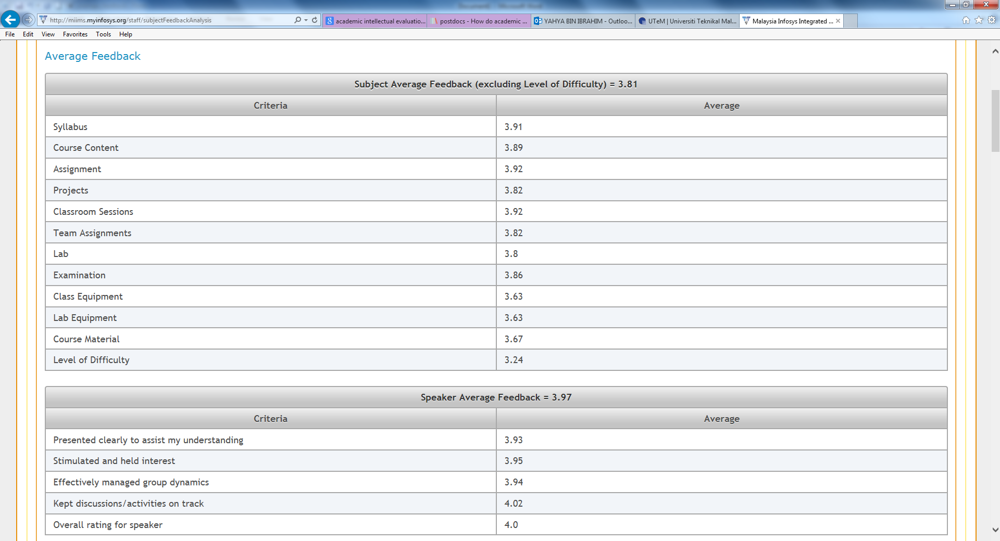 http://miims.myinfosys.org/staff/subjectFeedbackAnalysis
academic intellectual evaluatio...
postdocs - How do academic ...
YAHYA BIN IBRAHIM - Outloo...
UTeM | Universiti Teknikal Mal...
Malaysia Infosys Integrated ...
File Edit View Favorites Tools Help
Average Feedback
Subject Average Feedback (excluding Level of Difficulty) = 3.81
Criteria Average
Syllabus 3.91
Course Content 3.89
Assignment 3.92
Projects 3.82
Classroom Sessions 3.92
Team Assignments 3.82
Lab 3.8
Examination 3.86
Class Equipment 3.63
Lab Equipment 3.63
Course Material 3.67
Level of Difficulty 3.24
Speaker Average Feedback = 3.97
Criteria Average
Presented clearly to assist my understanding 3.93
Stimulated and held interest 3.95
Effectively managed group dynamics 3.94
Kept discussions/activities on track 4.02
Overall rating for speaker 4.0